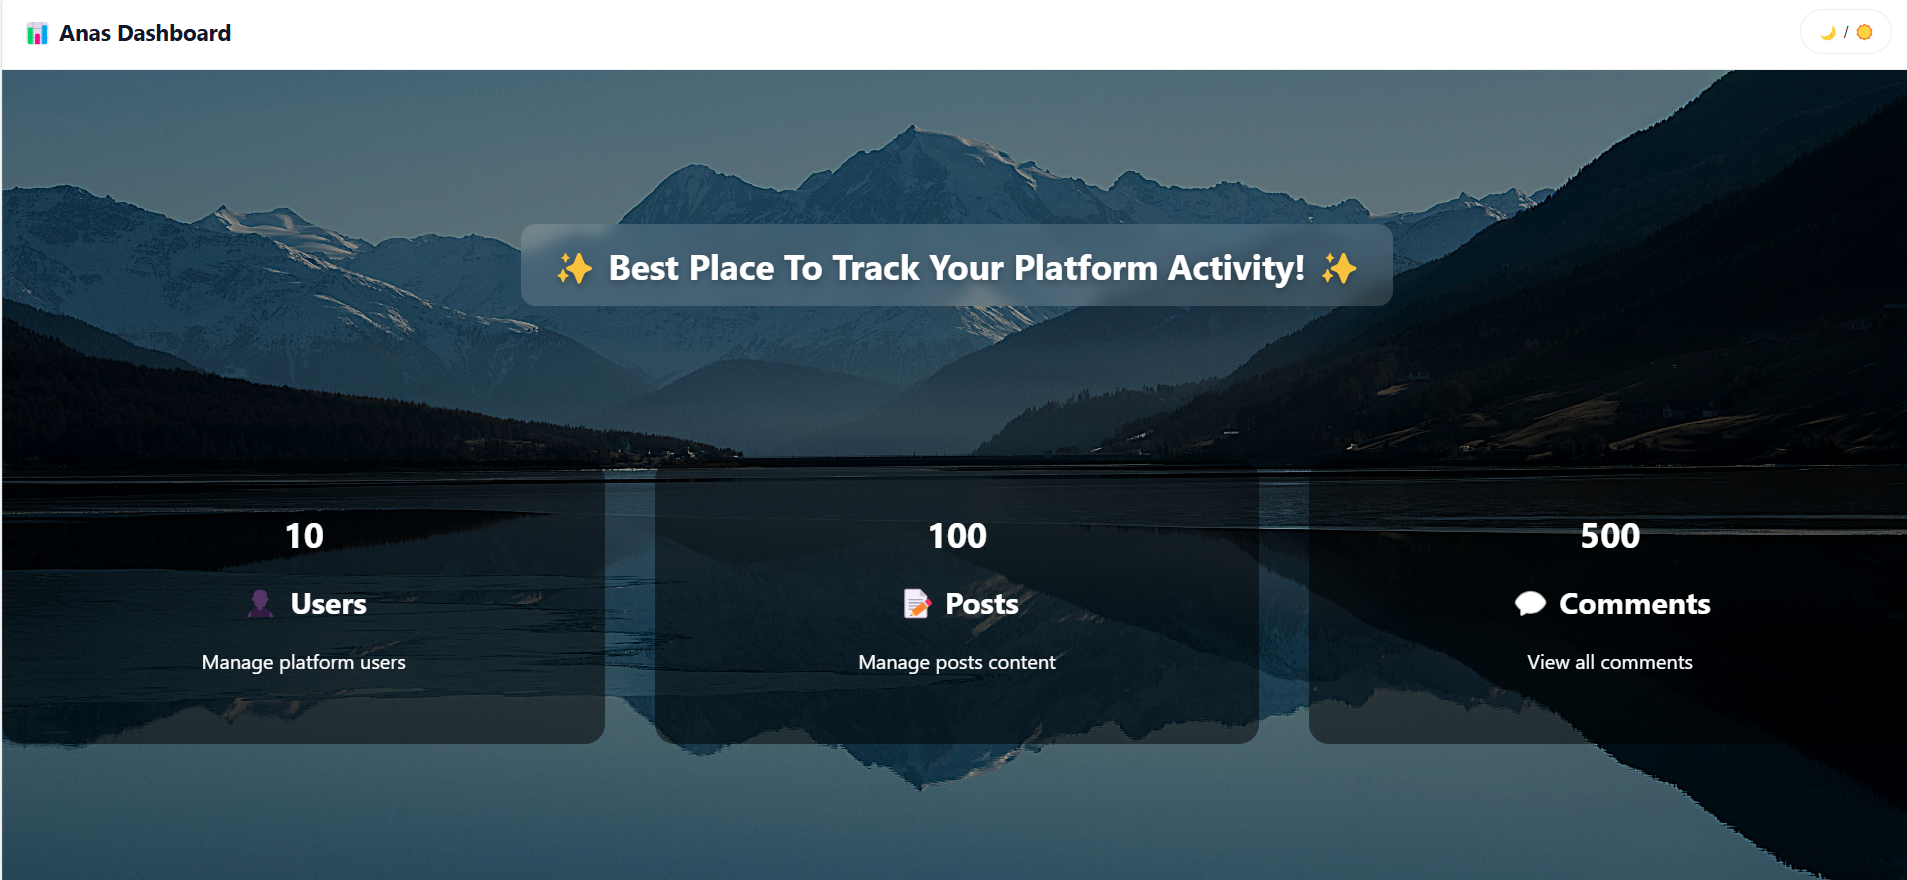 📊 Anas Dashboard
🌙 / ☀️
✨ Best Place To Track Your Platform Activity! ✨
10
👤 Users
Manage platform users
100
📝 Posts
Manage posts content
500
💬 Comments
View all comments